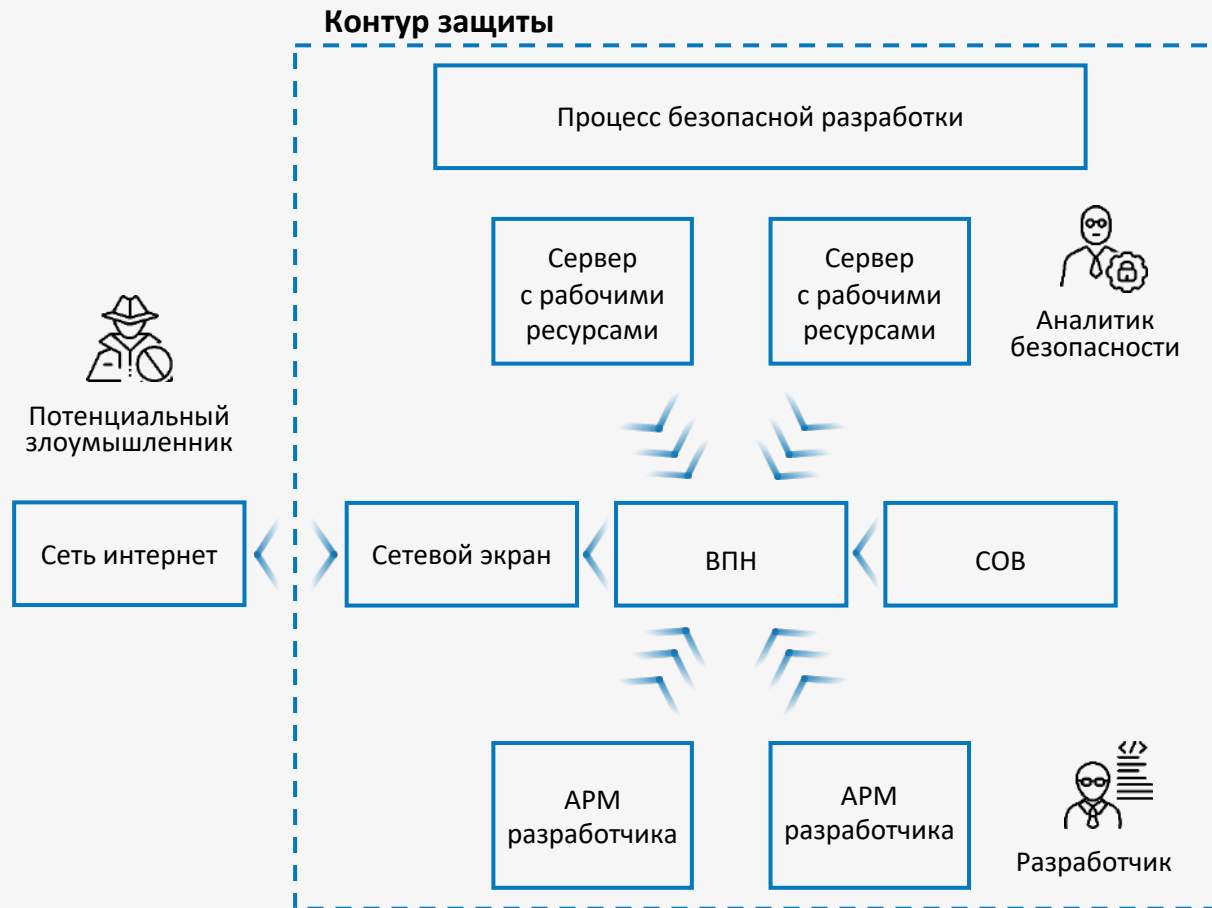 Контур защиты
Процесс безопасной разработки
Сервер
с рабочими
ресурсами
Сервер
с рабочими
ресурсами
Аналитик
безопасности
Потенциальный
злоумышленник
Сеть интернет
Сетевой экран
ВПН
СОВ
АРМ
разработчика
АРМ
разработчика
</>
Разработчик